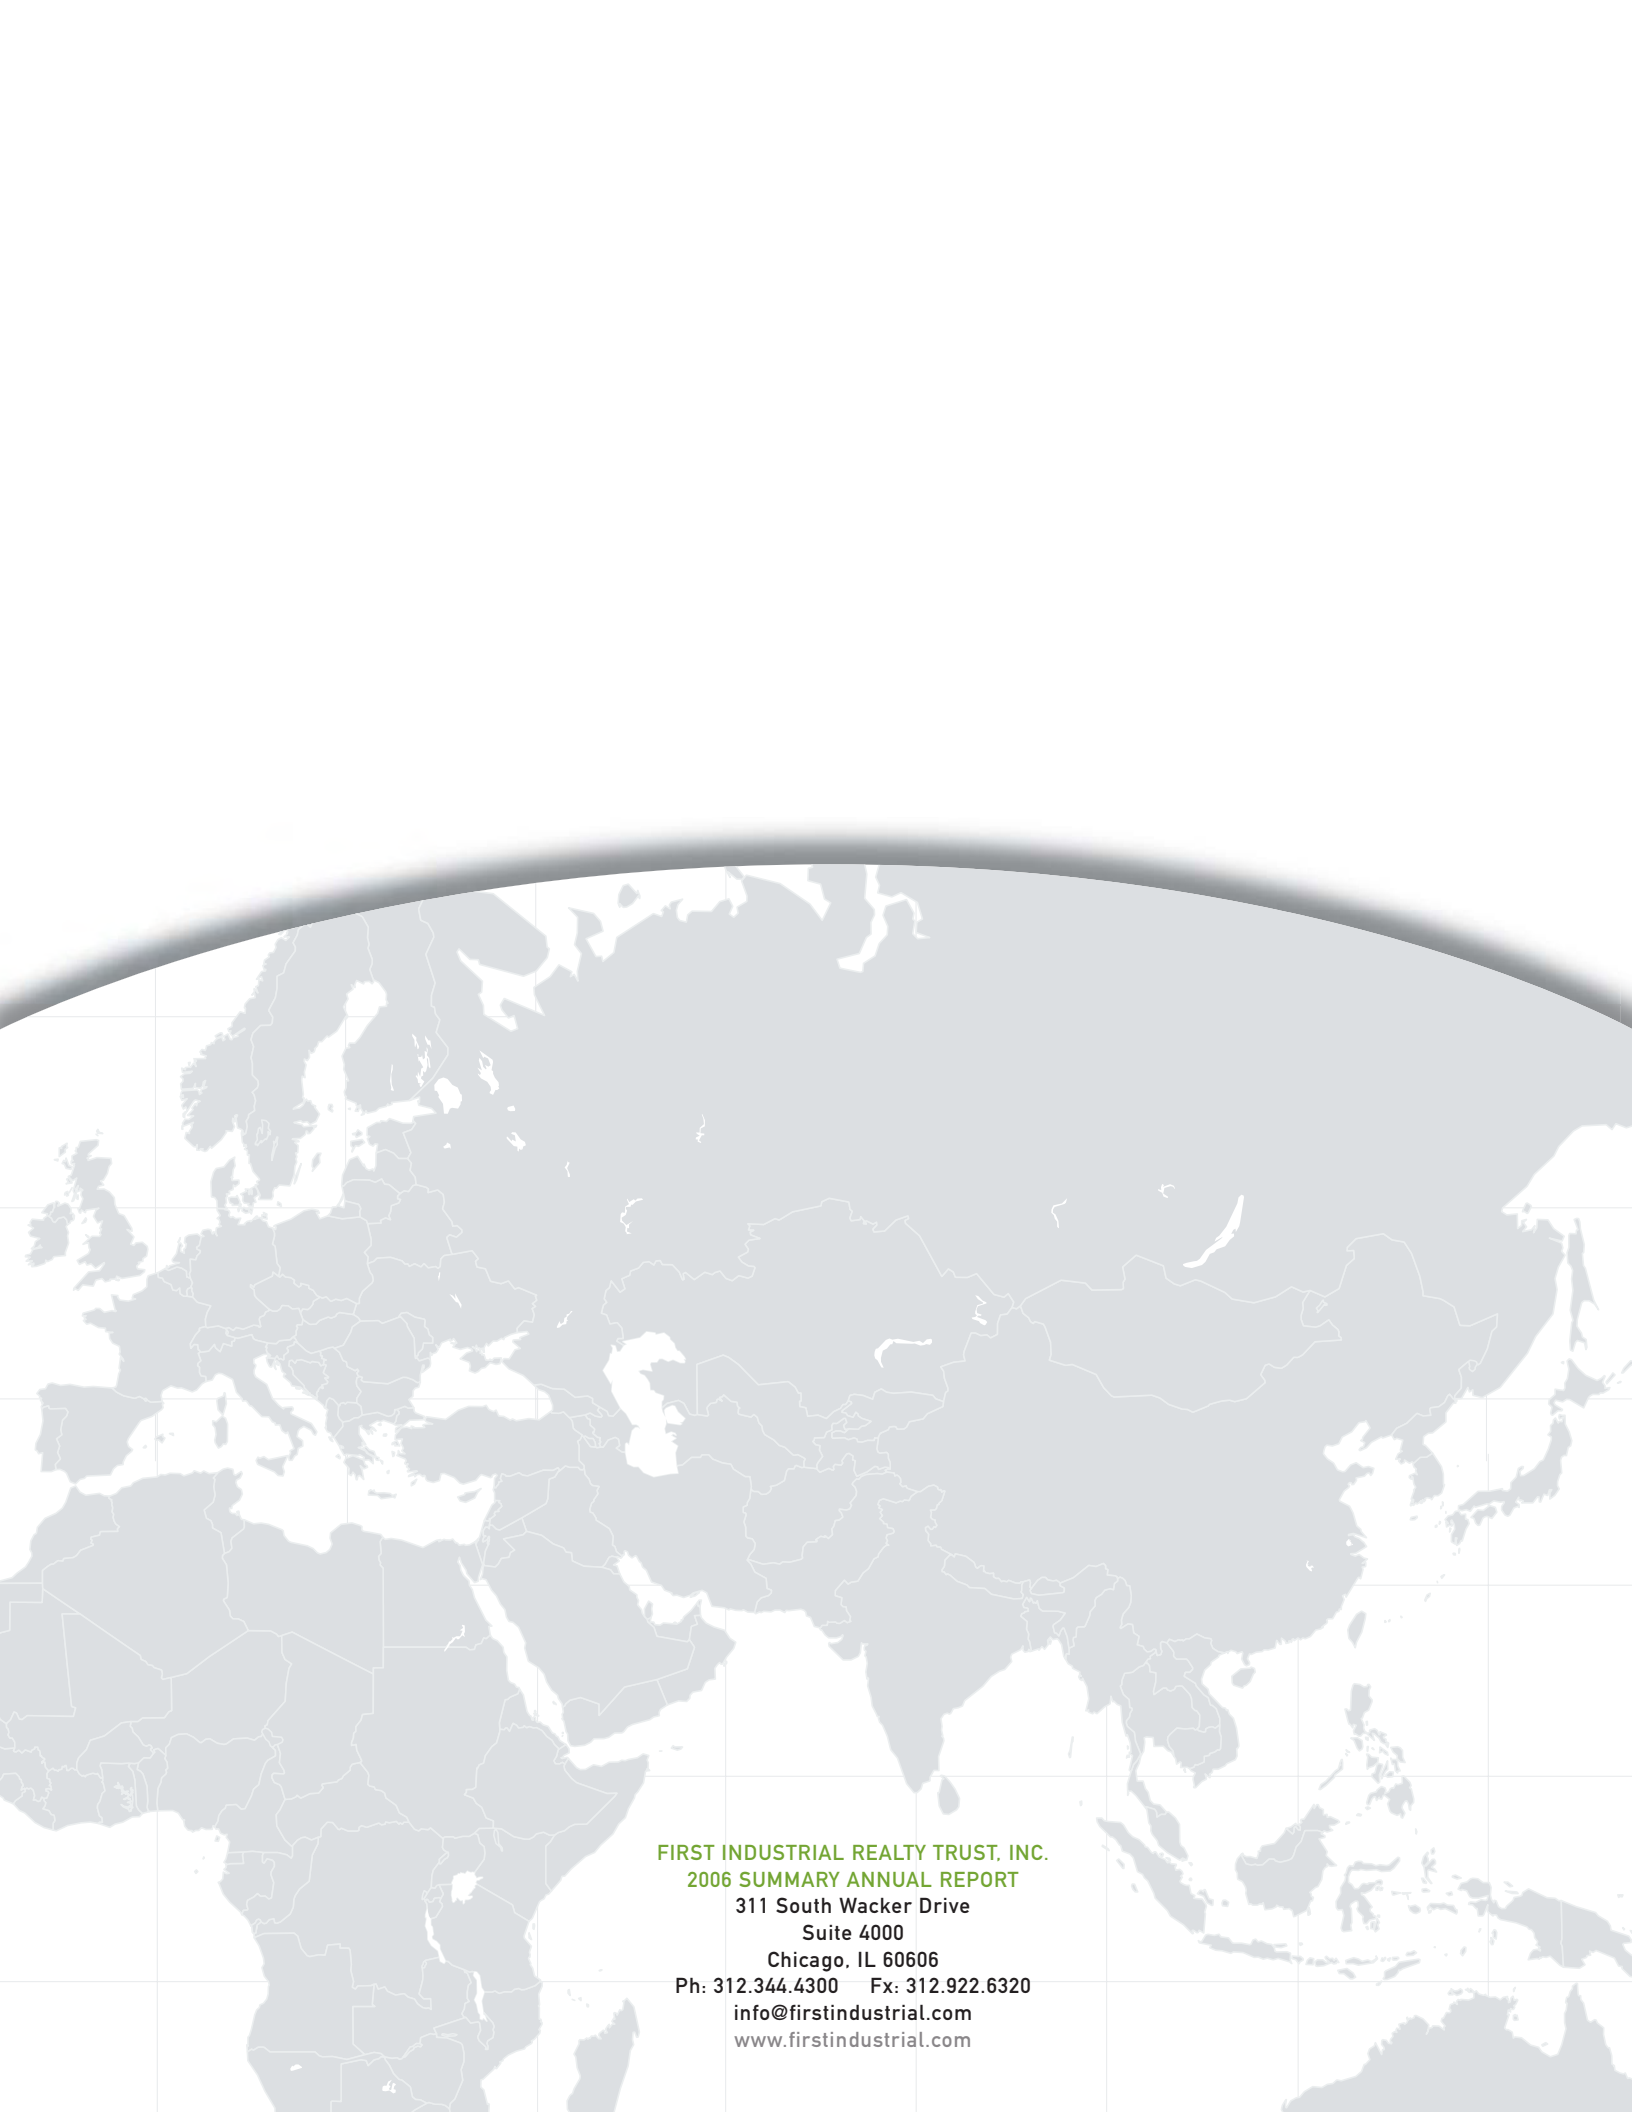 FIRST INDUSTRIAL REALTY TRUST, INC.
2006 SUMMARY ANNUAL REPORT
311 South Wacker Drive
Suite 4000
Chicago, IL 60606
Ph: 312.344.4300 Fx: 312.922.6320
info@firstindustrial.com
www.firstindustrial.com